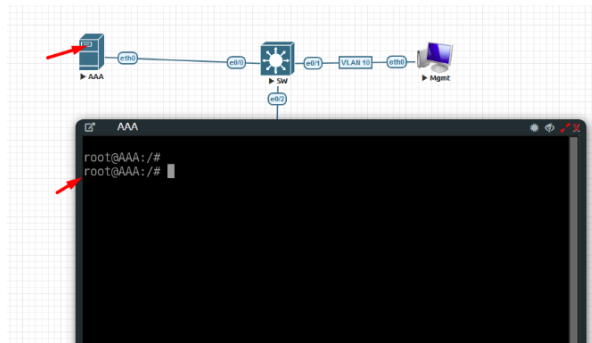 eth0
e0/0
e0/1
VLAN 10
eth0
AAA
SW
Mgmt
e0/2
AAA
root@AAA:/#
root@AAA:/#